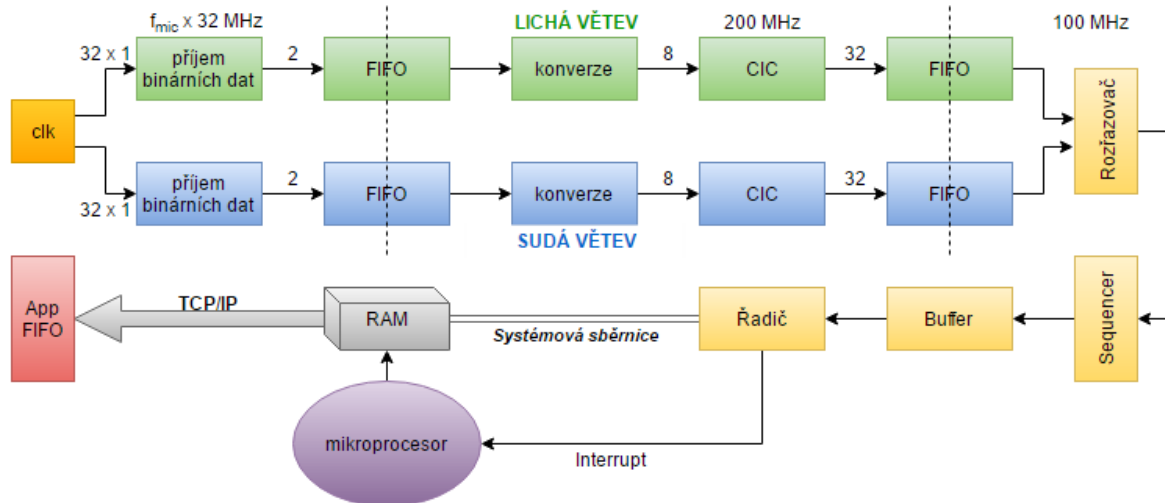 f_mic x 32 MHz
LICHÁ VĚTEV
200 MHz
100 MHz
32 x 1
příjem
binárních dat
2
FIFO
konverze
8
CIC
32
FIFO
clk
Rozřazovač
32 x 1
příjem
binárních dat
2
FIFO
konverze
8
CIC
32
FIFO
SUDÁ VĚTEV
App
FIFO
TCP/IP
RAM
Systémová sběrnice
Řadič
Buffer
Sequencer
mikroprocesor
Interrupt